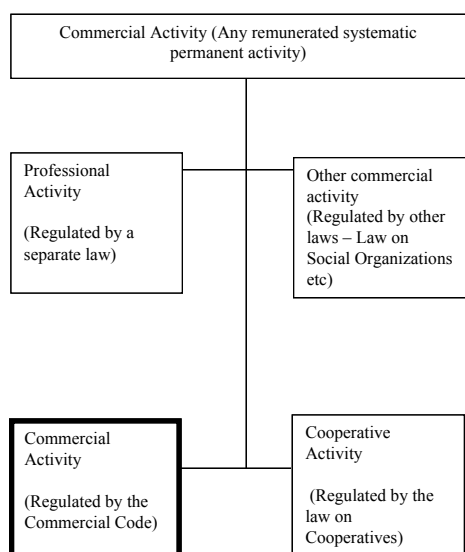 Commercial Activity (Any remunerated systematic
permanent activity)
Professional
Activity
(Regulated by a
separate law)
Other commercial
activity
(Regulated by other
laws – Law on
Social Organizations
etc)
Commercial
Activity
(Regulated by the
Commercial Code)
Cooperative
Activity
(Regulated by the
law on
Cooperatives)